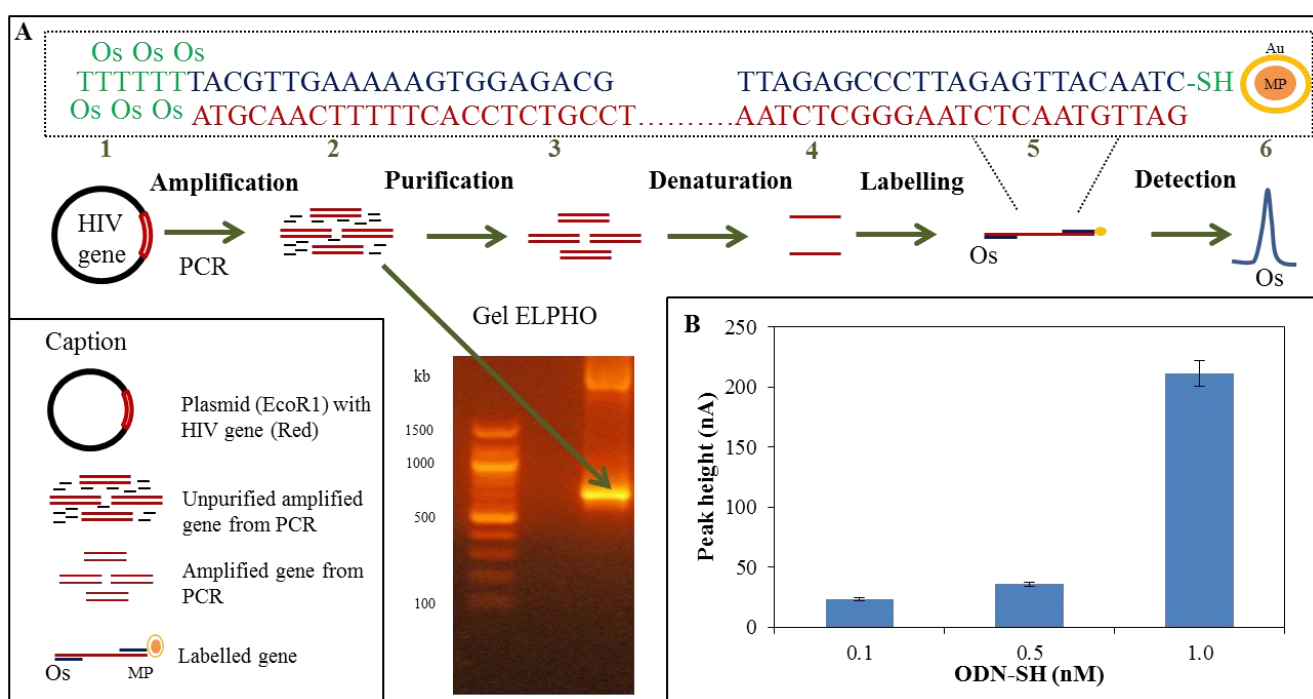 A
Os Os Os
Au
TTTTTTTACGTTGAAAAAGTGGAGACG TTAGAGCCCTTAGAGTTACAATC-SH MP
Os Os Os ATGCAACTTTTTCACCTCTGCCT..........AATCTCGGGAATCTCAATGTTAG
1 2 3 4 5 6
Amplification Purification Denaturation Labelling Detection
HIV gene
PCR
Os
Os
Gel ELPHO
kb
1500
1000
500
100
Caption
Plasmid (EcoR1) with
HIV gene (Red)
Unpurified amplified
gene from PCR
Amplified gene from
PCR
Labelled gene
Os
MP
B
Peak height (nA)
250
200
150
100
50
0
0.1 0.5 1.0
ODN-SH (nM)